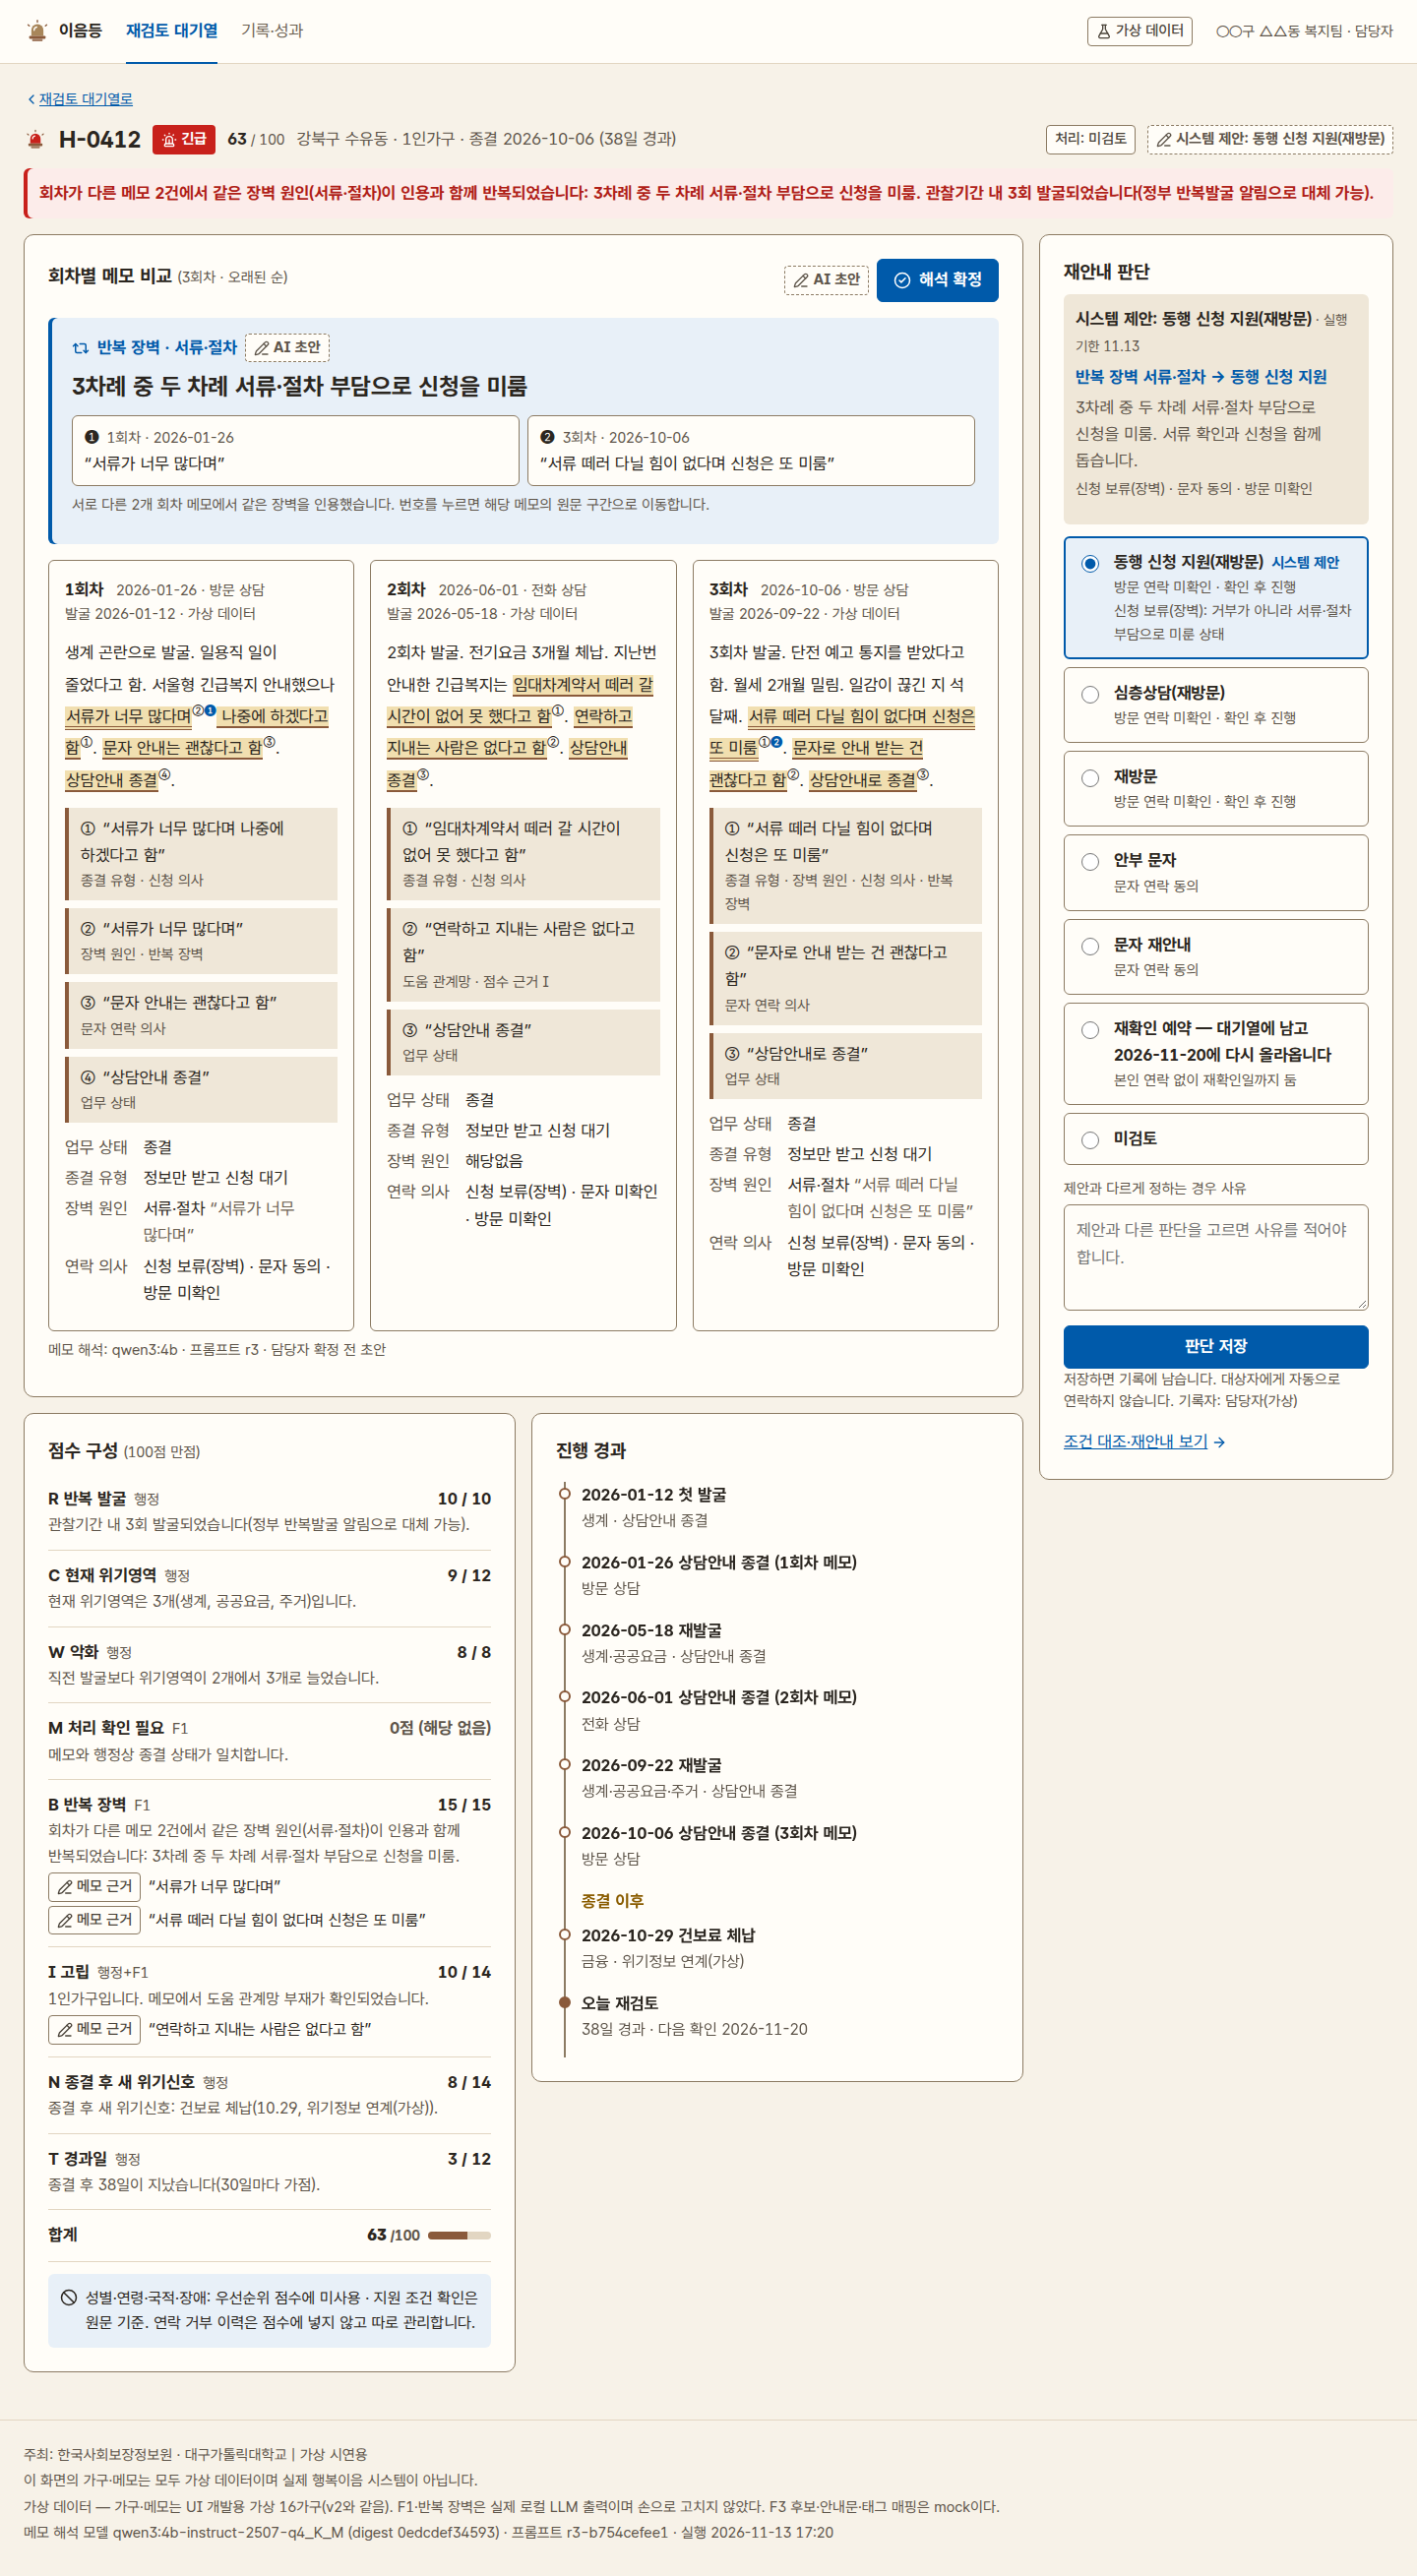 이음등
재검토 대기열
기록·성과
가상 데이터
○○구 △△동 복지팀 · 담당자
재검토 대기열로
H-0412
긴급
63 / 100
강북구 수유동 · 1인가구 · 종결 2026-10-06 (38일 경과)
처리: 미검토
시스템 제안: 동행 신청 지원(재방문)
회차가 다른 메모 2건에서 같은 장벽 원인(서류·절차)이 인용과 함께 반복되었습니다: 3차례 중 두 차례 서류·절차 부담으로 신청을 미룸. 관찰기간 내 3회 발굴되었습니다(정부 반복발굴 알림으로 대체 가능).
회차별 메모 비교 (3회차 · 오래된 순)
AI 초안
해석 확정
반복 장벽 · 서류·절차
AI 초안
3차례 중 두 차례 서류·절차 부담으로 신청을 미룸
❶ 1회차 · 2026-01-26
“서류가 너무 많다며”
❷ 3회차 · 2026-10-06
“서류 떼러 다닐 힘이 없다며 신청은 또 미룸”
서로 다른 2개 회차 메모에서 같은 장벽을 인용했습니다. 번호를 누르면 해당 메모의 원문 구간으로 이동합니다.
1회차 2026-01-26 · 방문 상담
발굴 2026-01-12 · 가상 데이터
생계 곤란으로 발굴. 일용직 일이
줄었다고 함. 서울형 긴급복지 안내했으나
서류가 너무 많다며②❶ 나중에 하겠다고
함①. 문자 안내는 괜찮다고 함③.
상담안내 종결④.
① “서류가 너무 많다며 나중에
하겠다고 함”
종결 유형 · 신청 의사
② “서류가 너무 많다며”
장벽 원인 · 반복 장벽
③ “문자 안내는 괜찮다고 함”
문자 연락 의사
④ “상담안내 종결”
업무 상태
업무 상태 종결
종결 유형 정보만 받고 신청 대기
장벽 원인 서류·절차 “서류가 너무
많다며”
연락 의사 신청 보류(장벽) · 문자 동의 ·
방문 미확인
2회차 2026-06-01 · 전화 상담
발굴 2026-05-18 · 가상 데이터
2회차 발굴. 전기요금 3개월 체납. 지난번
안내한 긴급복지는 임대차계약서 떼러 갈
시간이 없어 못 했다고 함①. 연락하고
지내는 사람은 없다고 함②. 상담안내
종결③.
① “임대차계약서 떼러 갈 시간이
없어 못 했다고 함”
종결 유형 · 신청 의사
② “연락하고 지내는 사람은 없다고
함”
도움 관계망 · 점수 근거 I
③ “상담안내 종결”
업무 상태
업무 상태 종결
종결 유형 정보만 받고 신청 대기
장벽 원인 해당없음
연락 의사 신청 보류(장벽) · 문자 미확인
· 방문 미확인
3회차 2026-10-06 · 방문 상담
발굴 2026-09-22 · 가상 데이터
3회차 발굴. 단전 예고 통지를 받았다고
함. 월세 2개월 밀림. 일감이 끊긴 지 석
달째. 서류 떼러 다닐 힘이 없다며 신청은
또 미룸①❷. 문자로 안내 받는 건
괜찮다고 함②. 상담안내로 종결③.
① “서류 떼러 다닐 힘이 없다며
신청은 또 미룸”
종결 유형 · 장벽 원인 · 신청 의사 · 반복
장벽
② “문자로 안내 받는 건 괜찮다고
함”
문자 연락 의사
③ “상담안내로 종결”
업무 상태
업무 상태 종결
종결 유형 정보만 받고 신청 대기
장벽 원인 서류·절차 “서류 떼러 다닐
힘이 없다며 신청은 또 미룸”
연락 의사 신청 보류(장벽) · 문자 동의 ·
방문 미확인
메모 해석: qwen3:4b · 프롬프트 r3 · 담당자 확정 전 초안
재안내 판단
시스템 제안: 동행 신청 지원(재방문) · 실행
기한 11.13
반복 장벽 서류·절차 → 동행 신청 지원
3차례 중 두 차례 서류·절차 부담으로
신청을 미룸. 서류 확인과 신청을 함께
돕습니다.
신청 보류(장벽) · 문자 동의 · 방문 미확인
동행 신청 지원(재방문) 시스템 제안
방문 연락 미확인 · 확인 후 진행
신청 보류(장벽): 거부가 아니라 서류·절차
부담으로 미룬 상태
심층상담(재방문)
방문 연락 미확인 · 확인 후 진행
재방문
방문 연락 미확인 · 확인 후 진행
안부 문자
문자 연락 동의
문자 재안내
문자 연락 동의
재확인 예약 — 대기열에 남고
2026-11-20에 다시 올라옵니다
본인 연락 없이 재확인일까지 둠
미검토
제안과 다르게 정하는 경우 사유
제안과 다른 판단을 고르면 사유를 적어야
합니다.
판단 저장
저장하면 기록에 남습니다. 대상자에게 자동으로
연락하지 않습니다. 기록자: 담당자(가상)
조건 대조·재안내 보기 →
점수 구성 (100점 만점)
R 반복 발굴 행정 10 / 10
관찰기간 내 3회 발굴되었습니다(정부 반복발굴 알림으로 대체 가능).
C 현재 위기영역 행정 9 / 12
현재 위기영역은 3개(생계, 공공요금, 주거)입니다.
W 악화 행정 8 / 8
직전 발굴보다 위기영역이 2개에서 3개로 늘었습니다.
M 처리 확인 필요 F1 0점 (해당 없음)
메모와 행정상 종결 상태가 일치합니다.
B 반복 장벽 F1 15 / 15
회차가 다른 메모 2건에서 같은 장벽 원인(서류·절차)이 인용과 함께
반복되었습니다: 3차례 중 두 차례 서류·절차 부담으로 신청을 미룸.
메모 근거 “서류가 너무 많다며”
메모 근거 “서류 떼러 다닐 힘이 없다며 신청은 또 미룸”
I 고립 행정+F1 10 / 14
1인가구입니다. 메모에서 도움 관계망 부재가 확인되었습니다.
메모 근거 “연락하고 지내는 사람은 없다고 함”
N 종결 후 새 위기신호 행정 8 / 14
종결 후 새 위기신호: 건보료 체납(10.29, 위기정보 연계(가상)).
T 경과일 행정 3 / 12
종결 후 38일이 지났습니다(30일마다 가점).
합계 63 /100
성별·연령·국적·장애: 우선순위 점수에 미사용 · 지원 조건 확인은
원문 기준. 연락 거부 이력은 점수에 넣지 않고 따로 관리합니다.
진행 경과
2026-01-12 첫 발굴
생계 · 상담안내 종결
2026-01-26 상담안내 종결 (1회차 메모)
방문 상담
2026-05-18 재발굴
생계·공공요금 · 상담안내 종결
2026-06-01 상담안내 종결 (2회차 메모)
전화 상담
2026-09-22 재발굴
생계·공공요금·주거 · 상담안내 종결
2026-10-06 상담안내 종결 (3회차 메모)
방문 상담
종결 이후
2026-10-29 건보료 체납
금융 · 위기정보 연계(가상)
오늘 재검토
38일 경과 · 다음 확인 2026-11-20
주최: 한국사회보장정보원 · 대구가톨릭대학교 | 가상 시연용
이 화면의 가구·메모는 모두 가상 데이터이며 실제 행복이음 시스템이 아닙니다.
가상 데이터 — 가구·메모는 UI 개발용 가상 16가구(v2와 같음). F1·반복 장벽은 실제 로컬 LLM 출력이며 손으로 고치지 않았다. F3 후보·안내문·태그 매핑은 mock이다.
메모 해석 모델 qwen3:4b-instruct-2507-q4_K_M (digest 0edcdef34593) · 프롬프트 r3-b754cefee1 · 실행 2026-11-13 17:20